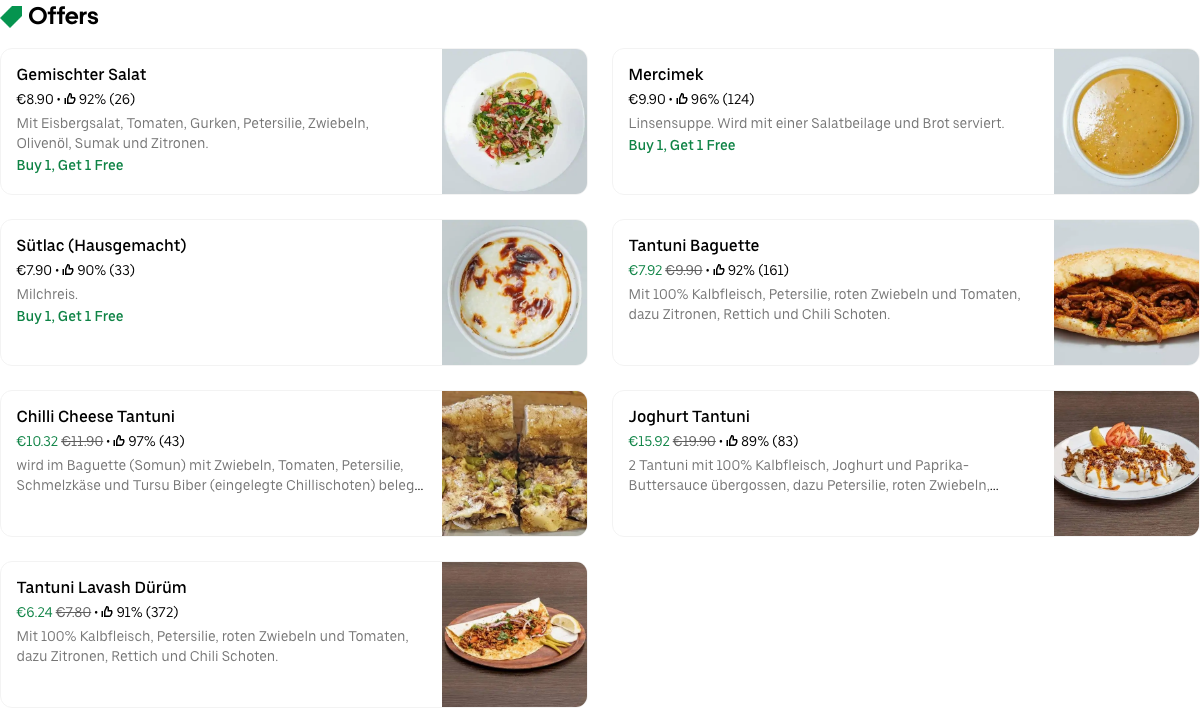 Offers
Gemischter Salat
€8.90 • 92% (26)
Mit Eisbergsalat, Tomaten, Gurken, Petersilie, Zwiebeln,
Olivenöl, Sumak und Zitronen.
Buy 1, Get 1 Free
Mercimek
€9.90 • 96% (124)
Linsensuppe. Wird mit einer Salatbeilage und Brot serviert.
Buy 1, Get 1 Free
Sütlac (Hausgemacht)
€7.90 • 90% (33)
Milchreis.
Buy 1, Get 1 Free
Tantuni Baguette
€7.92 €9.90 • 92% (161)
Mit 100% Kalbfleisch, Petersilie, roten Zwiebeln und Tomaten,
dazu Zitronen, Rettich und Chili Schoten.
Chilli Cheese Tantuni
€10.32 €11.90 • 97% (43)
wird im Baguette (Somun) mit Zwiebeln, Tomaten, Petersilie,
Schmelzkäse und Tursu Biber (eingelegte Chillischoten) beleg...
Joghurt Tantuni
€15.92 €19.90 • 89% (83)
2 Tantuni mit 100% Kalbfleisch, Joghurt und Paprika-
Buttersauce übergossen, dazu Petersilie, roten Zwiebeln,...
Tantuni Lavash Dürüm
€6.24 €7.80 • 91% (372)
Mit 100% Kalbfleisch, Petersilie, roten Zwiebeln und Tomaten,
dazu Zitronen, Rettich und Chili Schoten.